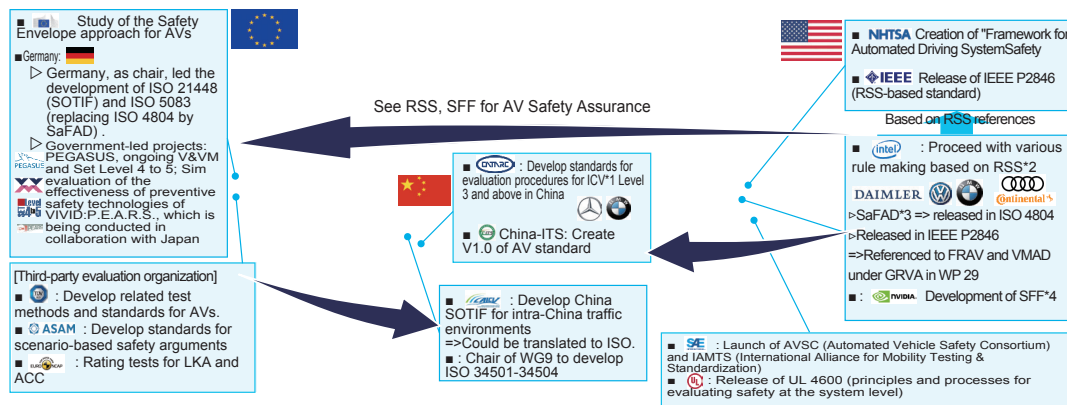 ■ Study of the Safety
Envelope approach for AVs
■Germany:
▷ Germany, as chair, led the
development of ISO 21448
(SOTIF) and ISO 5083
(replacing ISO 4804 by
SaFAD) .
▷ Government-led projects:
PEGASUS, ongoing V&VM
and Set Level 4 to 5; Sim
evaluation of the
effectiveness of preventive
safety technologies of
VIVID:P.E.A.R.S., which is
being conducted in
collaboration with Japan
PEGASUS
[Third-party evaluation organization]
■ : Develop related test
methods and standards for AVs.
■ ASAM : Develop standards for
scenario-based safety arguments
■ EURO NCAP : Rating tests for LKA and
ACC
See RSS, SFF for AV Safety Assurance
■ CATARC : Develop standards for
evaluation procedures for ICV*1 Level
3 and above in China
■ China-ITS: Create
V1.0 of AV standard
■ CAICV : Develop China
SOTIF for intra-China traffic
environments
=>Could be translated to ISO.
■ : Chair of WG9 to develop
ISO 34501-34504
■ NHTSA Creation of "Framework for
Automated Driving SystemSafety
■ IEEE Release of IEEE P2846
(RSS-based standard)
Based on RSS references
■ intel : Proceed with various
rule making based on RSS*2
DAIMLER
Continental
▷SaFAD*3 => released in ISO 4804
▷Released in IEEE P2846
=>Referenced to FRAV and VMAD
under GRVA in WP 29
■ : NVIDIA. Development of SFF*4
■ SAE : Launch of AVSC (Automated Vehicle Safety Consortium)
and IAMTS (International Alliance for Mobility Testing &
Standardization)
■ UL : Release of UL 4600 (principles and processes for
evaluating safety at the system level)